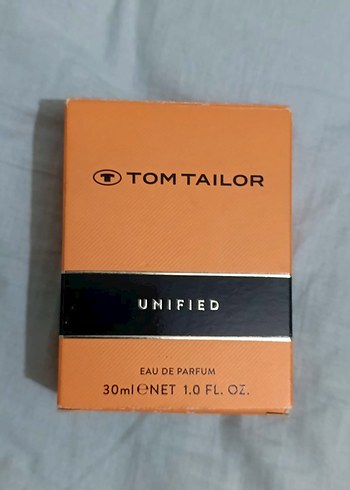 TOM TAILOR
UNIFIED
EAU DE PARFUM
30ml ℮NET 1.0 FL. OZ.